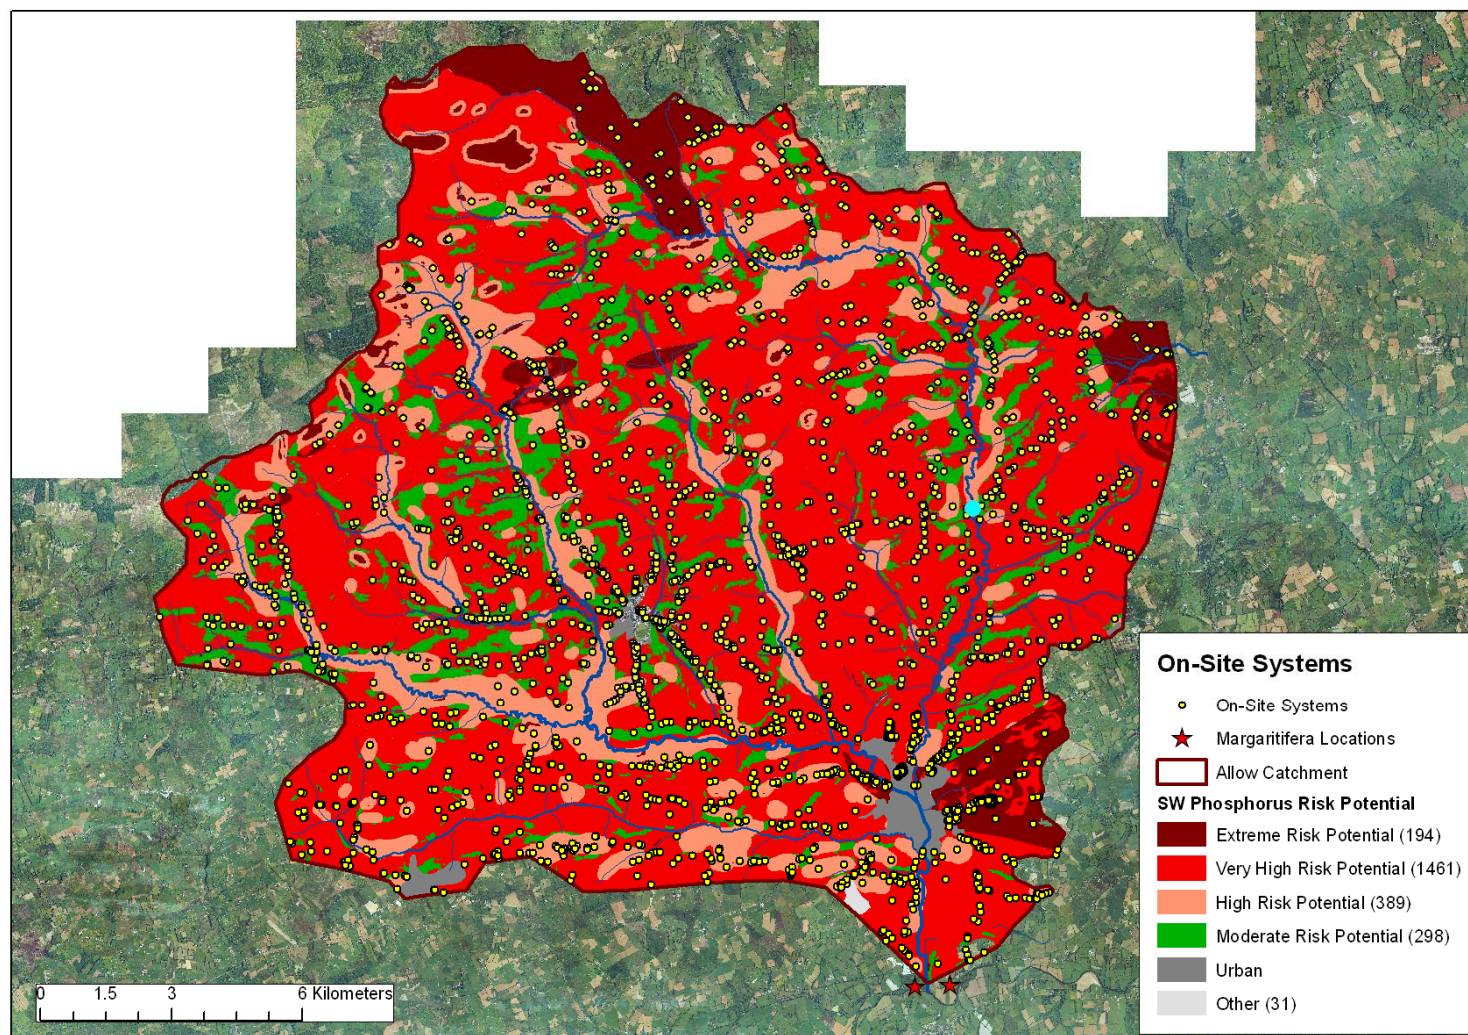 On-Site Systems
On-Site Systems
Margaritifera Locations
Allow Catchment
SW Phosphorus Risk Potential
Extreme Risk Potential (194)
Very High Risk Potential (1461)
High Risk Potential (389)
Moderate Risk Potential (298)
Urban
Other (31)
0 1.5 3 6 Kilometers